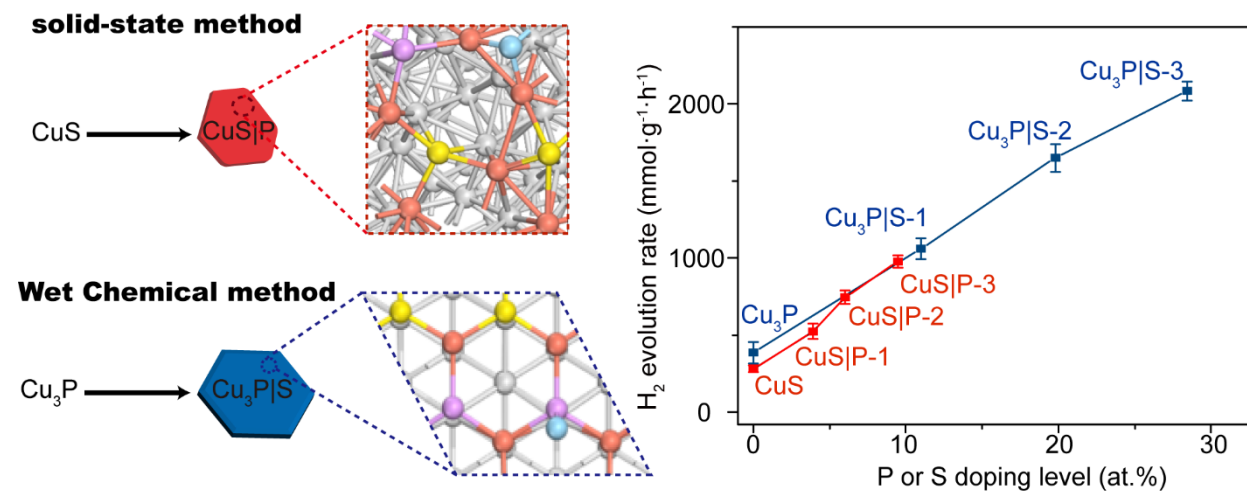 solid-state method
CuS
CuS|P
Wet Chemical method
Cu₃P
Cu₃P|S
H₂ evolution rate (mmol·g⁻¹·h⁻¹)
2000
1000
0
Cu₃P|S-3
Cu₃P|S-2
Cu₃P|S-1
CuS|P-3
Cu₃P
CuS|P-2
CuS|P-1
CuS
0
10
20
30
P or S doping level (at.%)